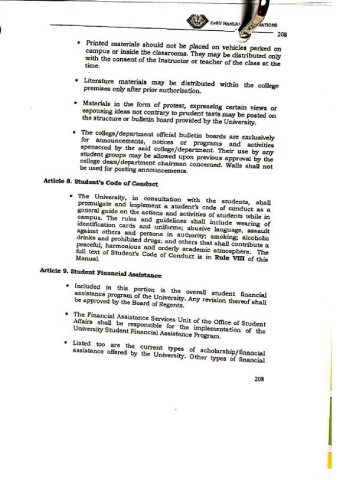 CvSU MANUAL OPERATIONS
208
• Printed materials should not be placed on vehicles parked on
campus or inside the classrooms. They may be distributed only
with the consent of the Instructor or teacher of the class at the
time.
• Literature materials may be distributed within the college
premises only after prior authorization.
• Materials in the form of protest, expressing certain views or
espousing ideas not contrary to prudent taste may be posted on
the structure or bulletin board provided by the University.
• The college/department official bulletin boards are exclusively
for announcements, notices or programs and activities
sponsored by the said college/department. Their use by any
student groups may be allowed upon previous approval by the
college dean/department chairman concerned. Walls shall not
be used for posting announcements.
Article 8. Student's Code of Conduct
• The University, in consultation with the students, shall
promulgate and implement a student's code of conduct as a
general guide on the actions and activities of students while in
campus. The rules and guidelines shall include wearing of
identification cards and uniforms; abusive language, assault
against others and persons in authority; smoking; alcoholic
drinks and prohibited drugs; and others that shall contribute a
peaceful, harmonious and orderly academic atmosphere. The
full text of Student's Code of Conduct is in Rule VIII of this
Manual.
Article 9. Student Financial Assistance
• Included in this portion is the overall student financial
assistance program of the University. Any revision thereof shall
be approved by the Board of Regents.
• The Financial Assistance Services Unit of the Office of Student
Affairs shall be responsible for the implementation of the
University Student Financial Assistance Program.
• Listed too are the current types of scholarship/financial
assistance offered by the University. Other types of financial
208